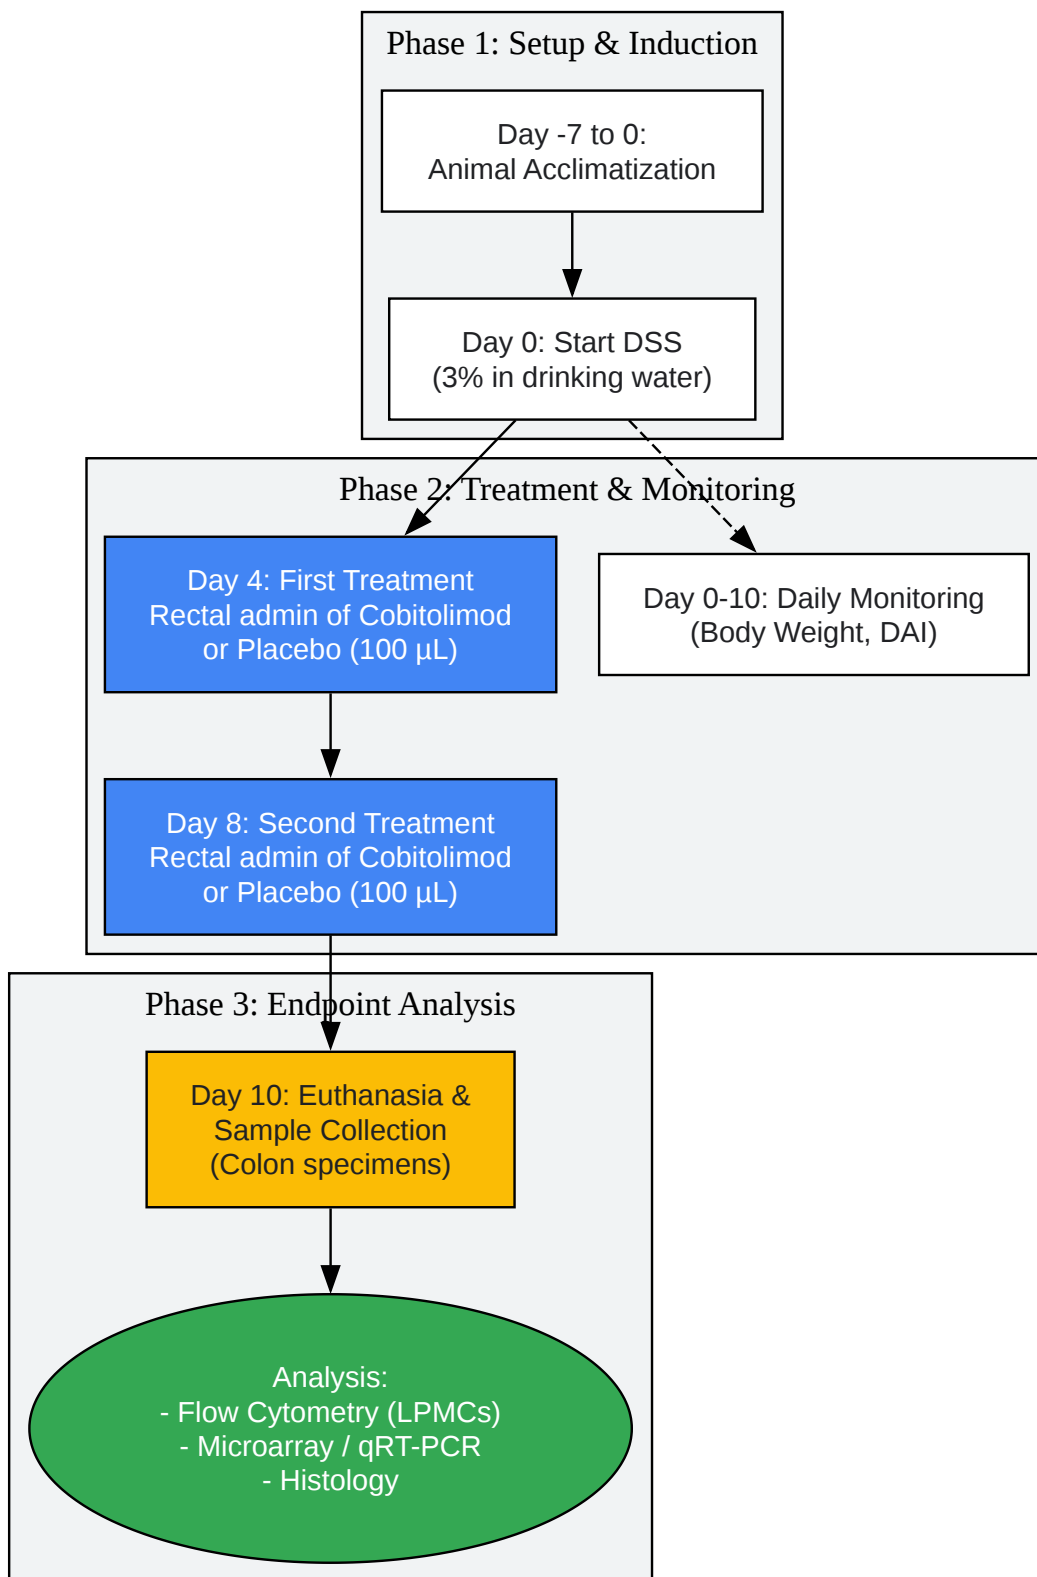 Phase 1: Setup & Induction
Day -7 to 0:
Animal Acclimatization
Day 0: Start DSS
(3% in drinking water)
Phase 2: Treatment & Monitoring
Day 4: First Treatment
Rectal admin of Cobitolimod
or Placebo (100 µL)
Day 0-10: Daily Monitoring
(Body Weight, DAI)
Day 8: Second Treatment
Rectal admin of Cobitolimod
or Placebo (100 µL)
Phase 3: Endpoint Analysis
Day 10: Euthanasia &
Sample Collection
(Colon specimens)
Analysis:
- Flow Cytometry (LPMCs)
- Microarray / qRT-PCR
- Histology